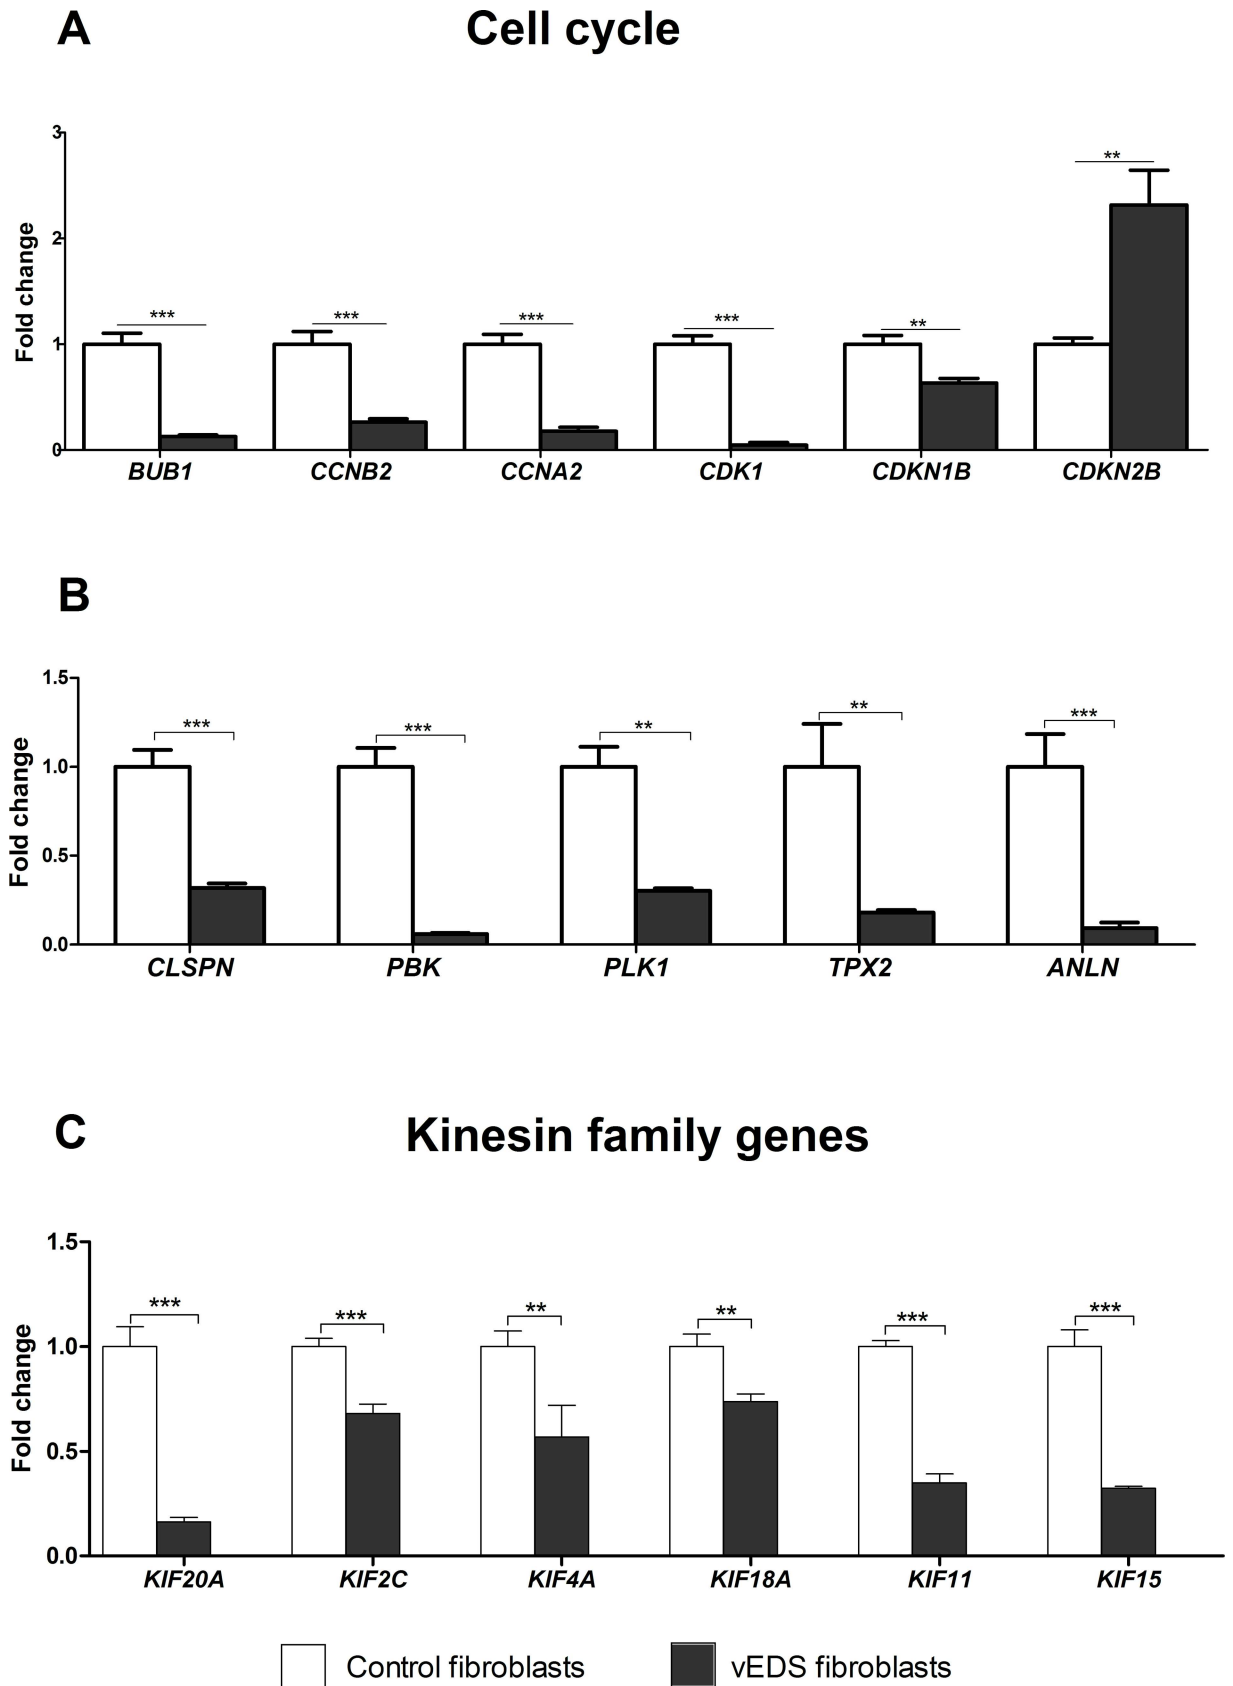 A Cell cycle
3
2
1
0
Fold change
*** *** *** *** ** **
BUB1 CCNB2 CCNA2 CDK1 CDKN1B CDKN2B
B
1.5
1.0
0.5
0.0
Fold change
*** *** ** ** ***
CLSPN PBK PLK1 TPX2 ANLN
C Kinesin family genes
1.5
1.0
0.5
0.0
Fold change
*** *** ** ** *** ***
KIF20A KIF2C KIF4A KIF18A KIF11 KIF15
Control fibroblasts vEDS fibroblasts